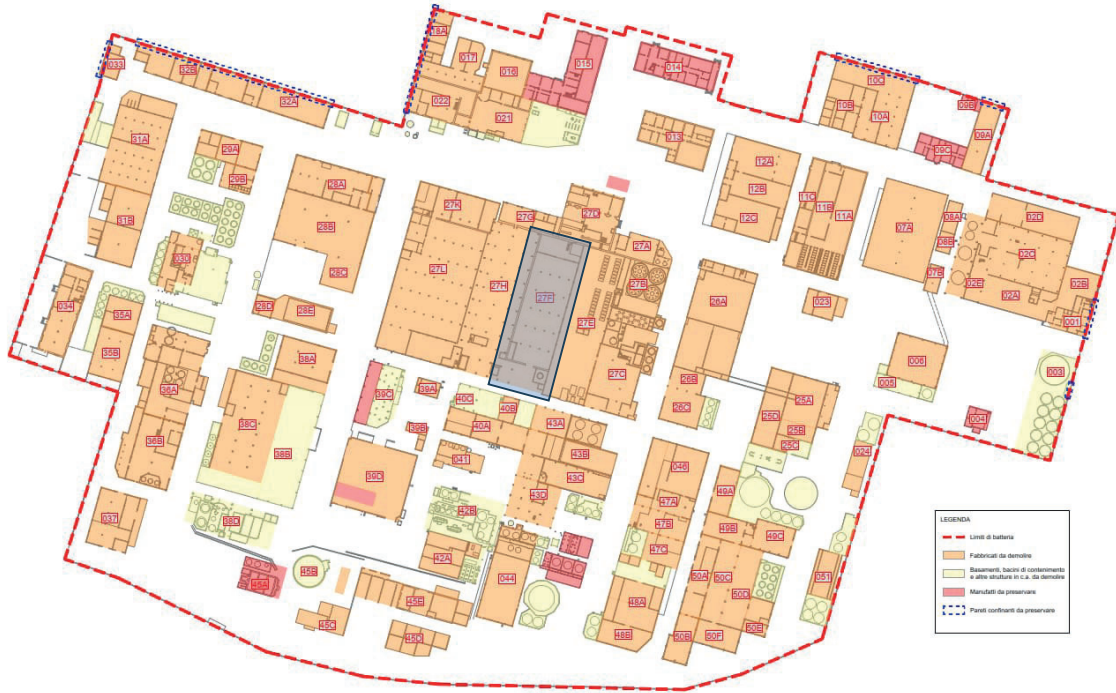 18A
017
016
015
014
033
32B
32A
022
021
013
10C
10B
10A
09B
09A
09C
31A
29A
29B
28A
12A
12B
12C
11C
11B
11A
31B
28B
27K
27G
27D
07A
08A
08B
02D
030
28C
27L
27H
27F
27A
27B
07B
02E
02C
02A
02B
001
034
35A
28D
28E
27E
26A
023
35B
38A
27C
006
005
003
36A
39C
39A
40C
40B
26B
26C
25A
36B
38C
38B
39B
40A
43A
25D
25B
25C
004
041
43B
024
39D
43C
046
037
38D
42B
43D
47A
49A
47B
49B
49C
42A
47C
45B
044
50A
50C
051
45C
45E
48A
50D
45D
48B
50B
50F
50E
LEGENDA
Limiti di batteria
Fabbricati da demolire
Basamenti, bacini di contenimento
e altre strutture in c.a. da demolire
Manufatti da preservare
Pareti confinanti da preservare